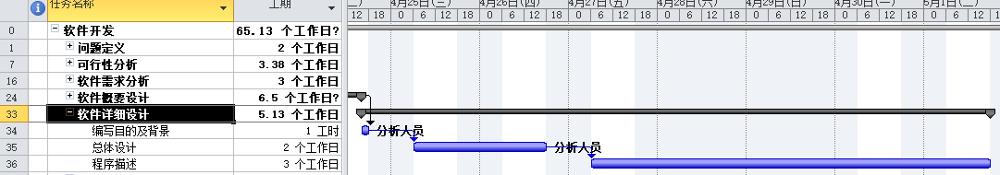 任务名称 工期 二) 4月25日(三) 4月26日(四) 4月27日(五) 4月28日(六) 4月29日(日) 4月30日(一) 5月1日(二)
12 18 0 6 12 18 0 6 12 18 0 6 12 18 0 6 12 18 0 6 12 18 0 6 12 18 0 6 12
0 软件开发 65.13 个工作日?
1 问题定义 2 个工作日
7 可行性分析 3.38 个工作日
16 软件需求分析 3 个工作日
24 软件概要设计 6.5 个工作日?
33 软件详细设计 5.13 个工作日
34 编写目的及背景 1 工时 分析人员
35 总体设计 2 个工作日 分析人员
36 程序描述 3 个工作日